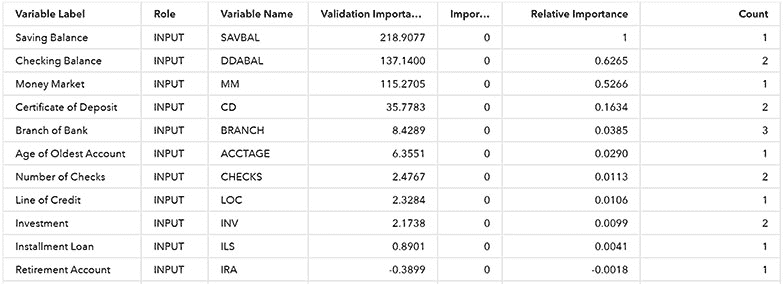 Variable Label Role Variable Name Validation Importa... Impor... Relative Importance Count
Saving Balance INPUT SAVBAL 218.9077 0 1 1
Checking Balance INPUT DDABAL 137.1400 0 0.6265 2
Money Market INPUT MM 115.2705 0 0.5266 1
Certificate of Deposit INPUT CD 35.7783 0 0.1634 2
Branch of Bank INPUT BRANCH 8.4289 0 0.0385 3
Age of Oldest Account INPUT ACCTAGE 6.3551 0 0.0290 1
Number of Checks INPUT CHECKS 2.4767 0 0.0113 2
Line of Credit INPUT LOC 2.3284 0 0.0106 1
Investment INPUT INV 2.1738 0 0.0099 2
Installment Loan INPUT ILS 0.8901 0 0.0041 1
Retirement Account INPUT IRA -0.3899 0 -0.0018 1